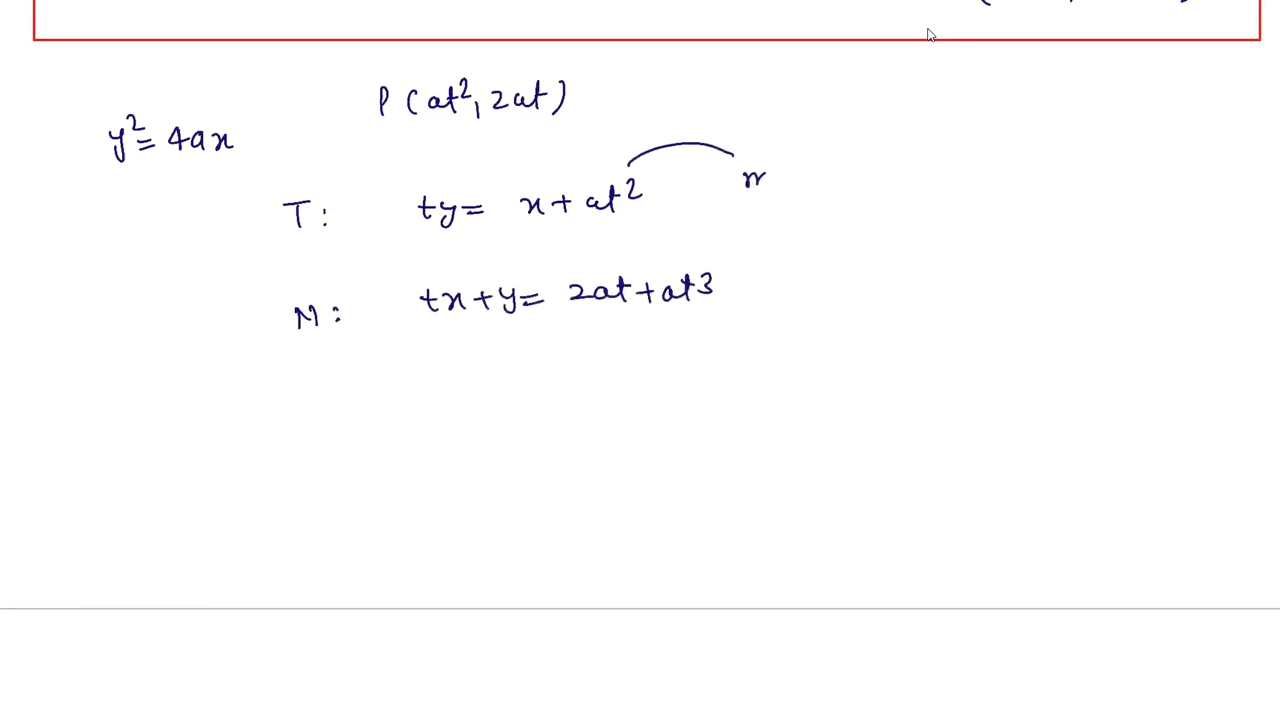 P (at², 2at)
y² = 4ax
T : ty = x + at² m
N : tx + y = 2at + at3